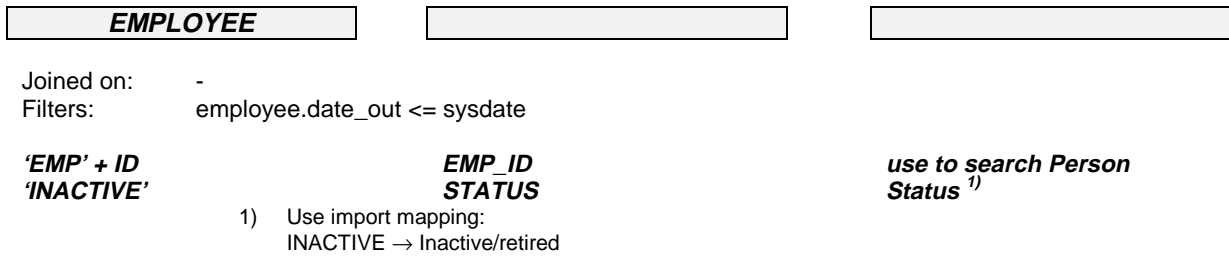 EMPLOYEE
Joined on: -
Filters: employee.date_out <= sysdate
‘EMP’ + ID EMP_ID use to search Person
‘INACTIVE’ STATUS Status 1)
1) Use import mapping:
INACTIVE → Inactive/retired